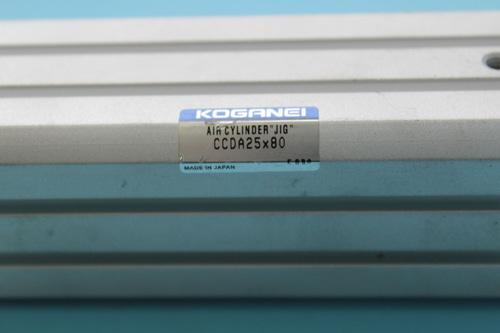 KOGANEI
AIR CYLINDER"JIG"
CCDA25x80
MADE IN JAPAN